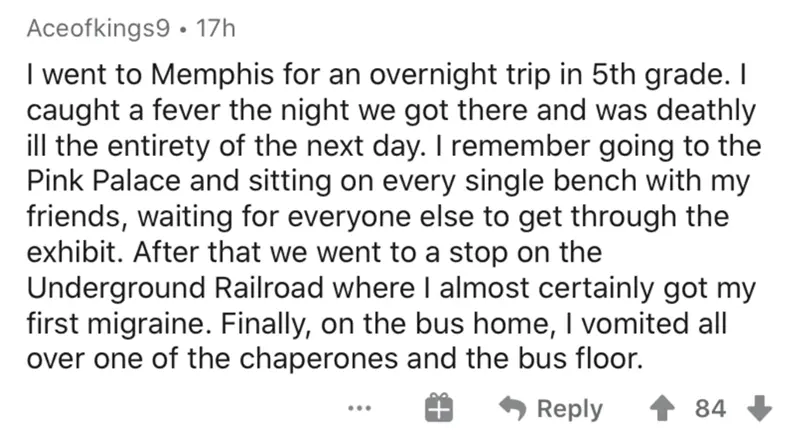 Aceofkings9 • 17h
I went to Memphis for an overnight trip in 5th grade. I
caught a fever the night we got there and was deathly
ill the entirety of the next day. I remember going to the
Pink Palace and sitting on every single bench with my
friends, waiting for everyone else to get through the
exhibit. After that we went to a stop on the
Underground Railroad where I almost certainly got my
first migraine. Finally, on the bus home, I vomited all
over one of the chaperones and the bus floor.
... Reply 84